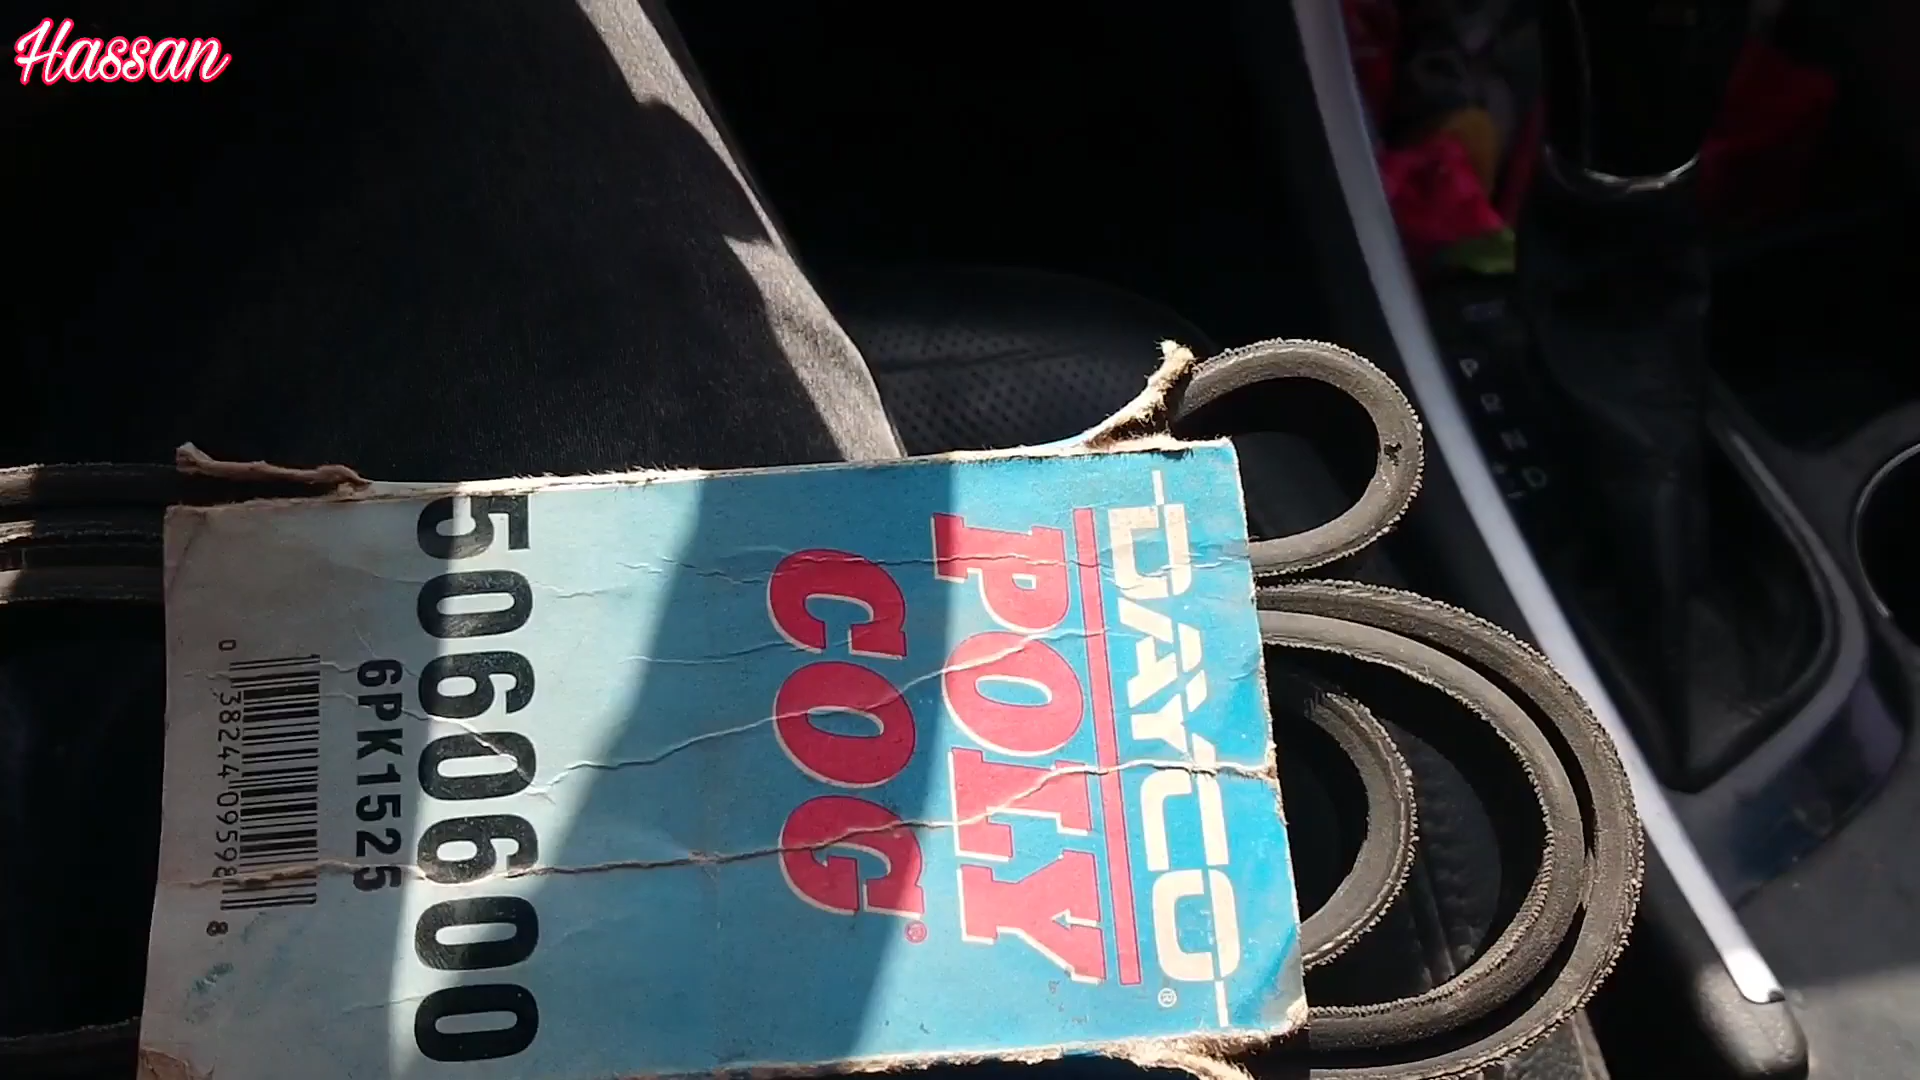 Hassan
DAYCO®
POLY
COG®
5060600
6PK1525
0 38244 09598 8
P
R
N
D
+